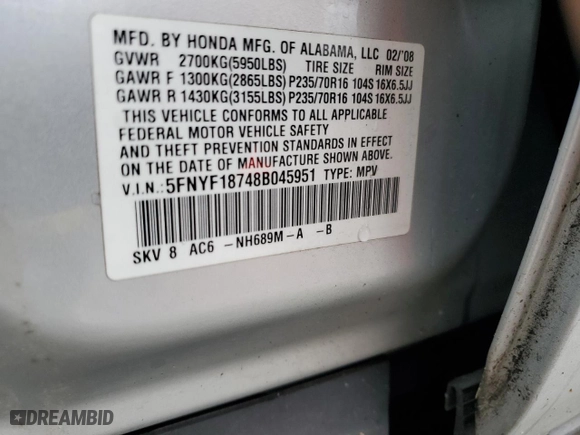 MFD. BY HONDA MFG. OF ALABAMA, LLC 02/'08
GVWR 2700KG(5950LBS) TIRE SIZE RIM SIZE
GAWR F 1300KG(2865LBS) P235/70R16 104S 16X6.5JJ
GAWR R 1430KG(3155LBS) P235/70R16 104S 16X6.5JJ
THIS VEHICLE CONFORMS TO ALL APPLICABLE
FEDERAL MOTOR VEHICLE SAFETY
AND THEFT PREVENTION STANDARDS IN EFFECT
ON THE DATE OF MANUFACTURE SHOWN ABOVE.
V.I.N.: 5FNYF18748B045951 TYPE: MPV
SKV 8 AC6 -NH689M-A -B
DREAMBID